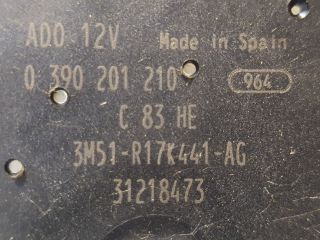 ADO 12V Made in Spain
0 390 201 210 964
C 83 HE
3M51-R17K441-AG
31218473